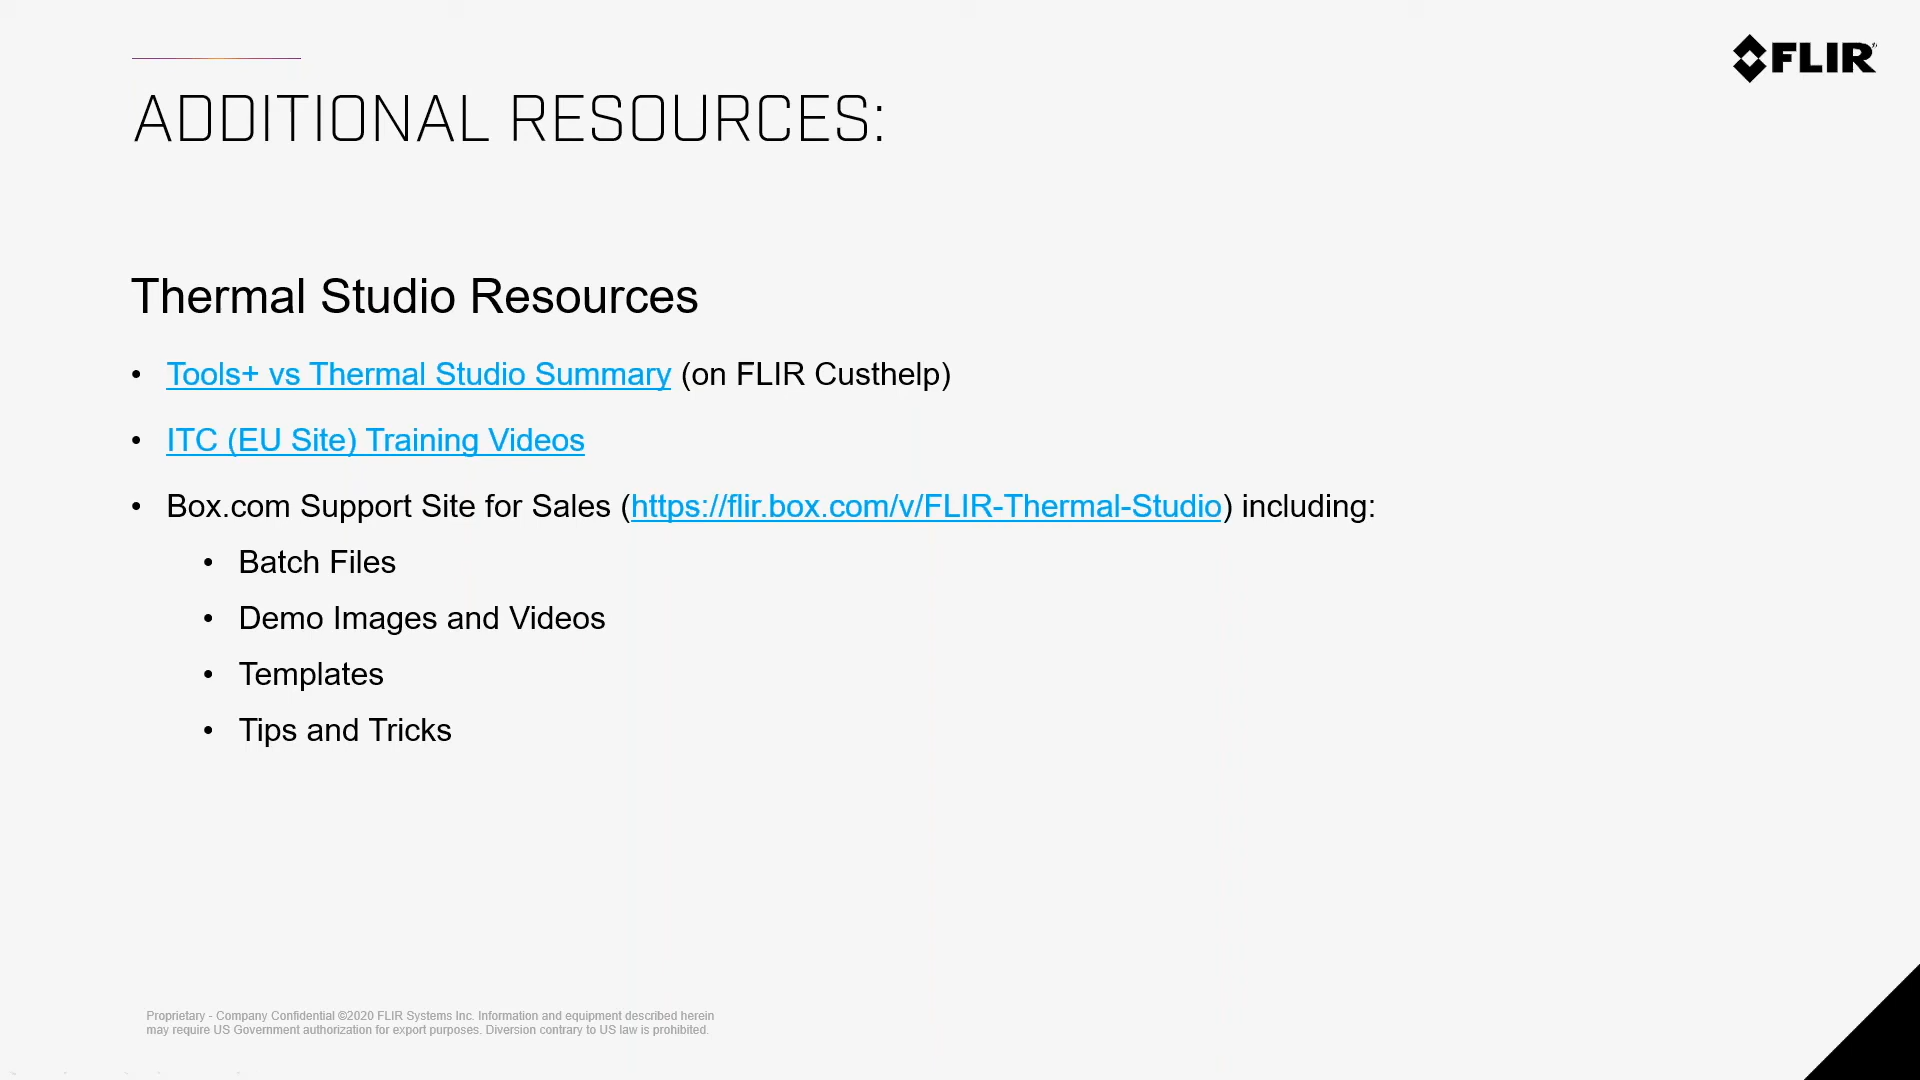 FLIR
ADDITIONAL RESOURCES:
Thermal Studio Resources
• Tools+ vs Thermal Studio Summary (on FLIR Custhelp)
• ITC (EU Site) Training Videos
• Box.com Support Site for Sales (https://flir.box.com/v/FLIR-Thermal-Studio) including:
• Batch Files
• Demo Images and Videos
• Templates
• Tips and Tricks
Proprietary - Company Confidential ©2020 FLIR Systems Inc. Information and equipment described herein
may require US Government authorization for export purposes. Diversion contrary to US law is prohibited.